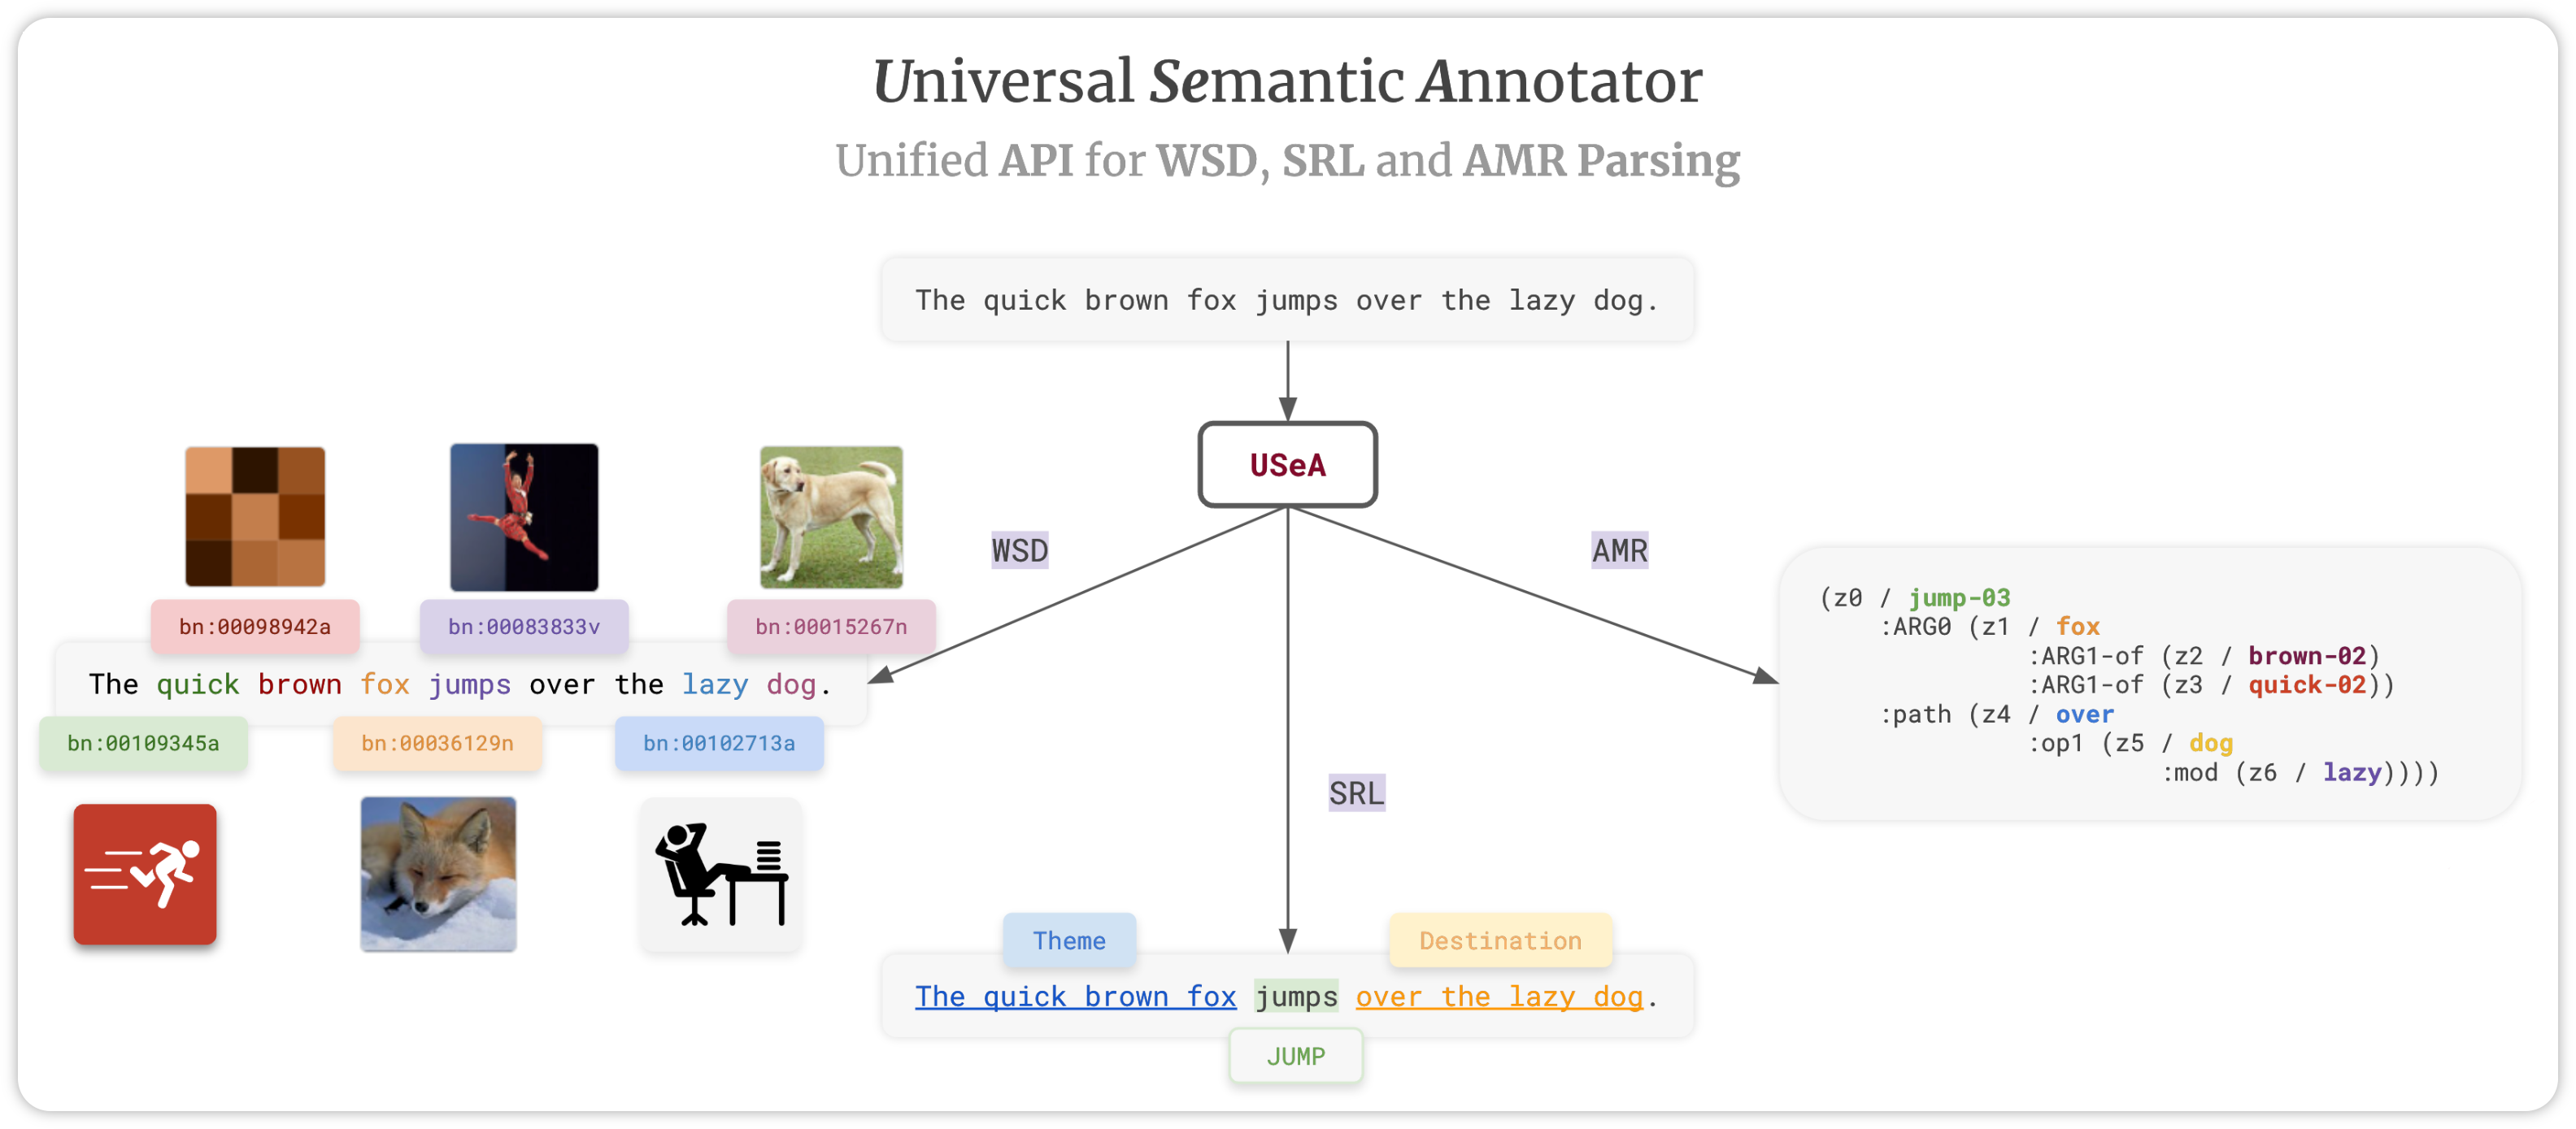 Universal Semantic Annotator
Unified API for WSD, SRL and AMR Parsing
The quick brown fox jumps over the lazy dog.
USeA
WSD
AMR
SRL
bn:00098942a
bn:00083833v
bn:00015267n
The quick brown fox jumps over the lazy dog.
bn:00109345a
bn:00036129n
bn:00102713a
(z0 / jump-03
:ARG0 (z1 / fox
:ARG1-of (z2 / brown-02)
:ARG1-of (z3 / quick-02))
:path (z4 / over
:op1 (z5 / dog
:mod (z6 / lazy))))
Theme
Destination
The quick brown fox jumps over the lazy dog.
JUMP